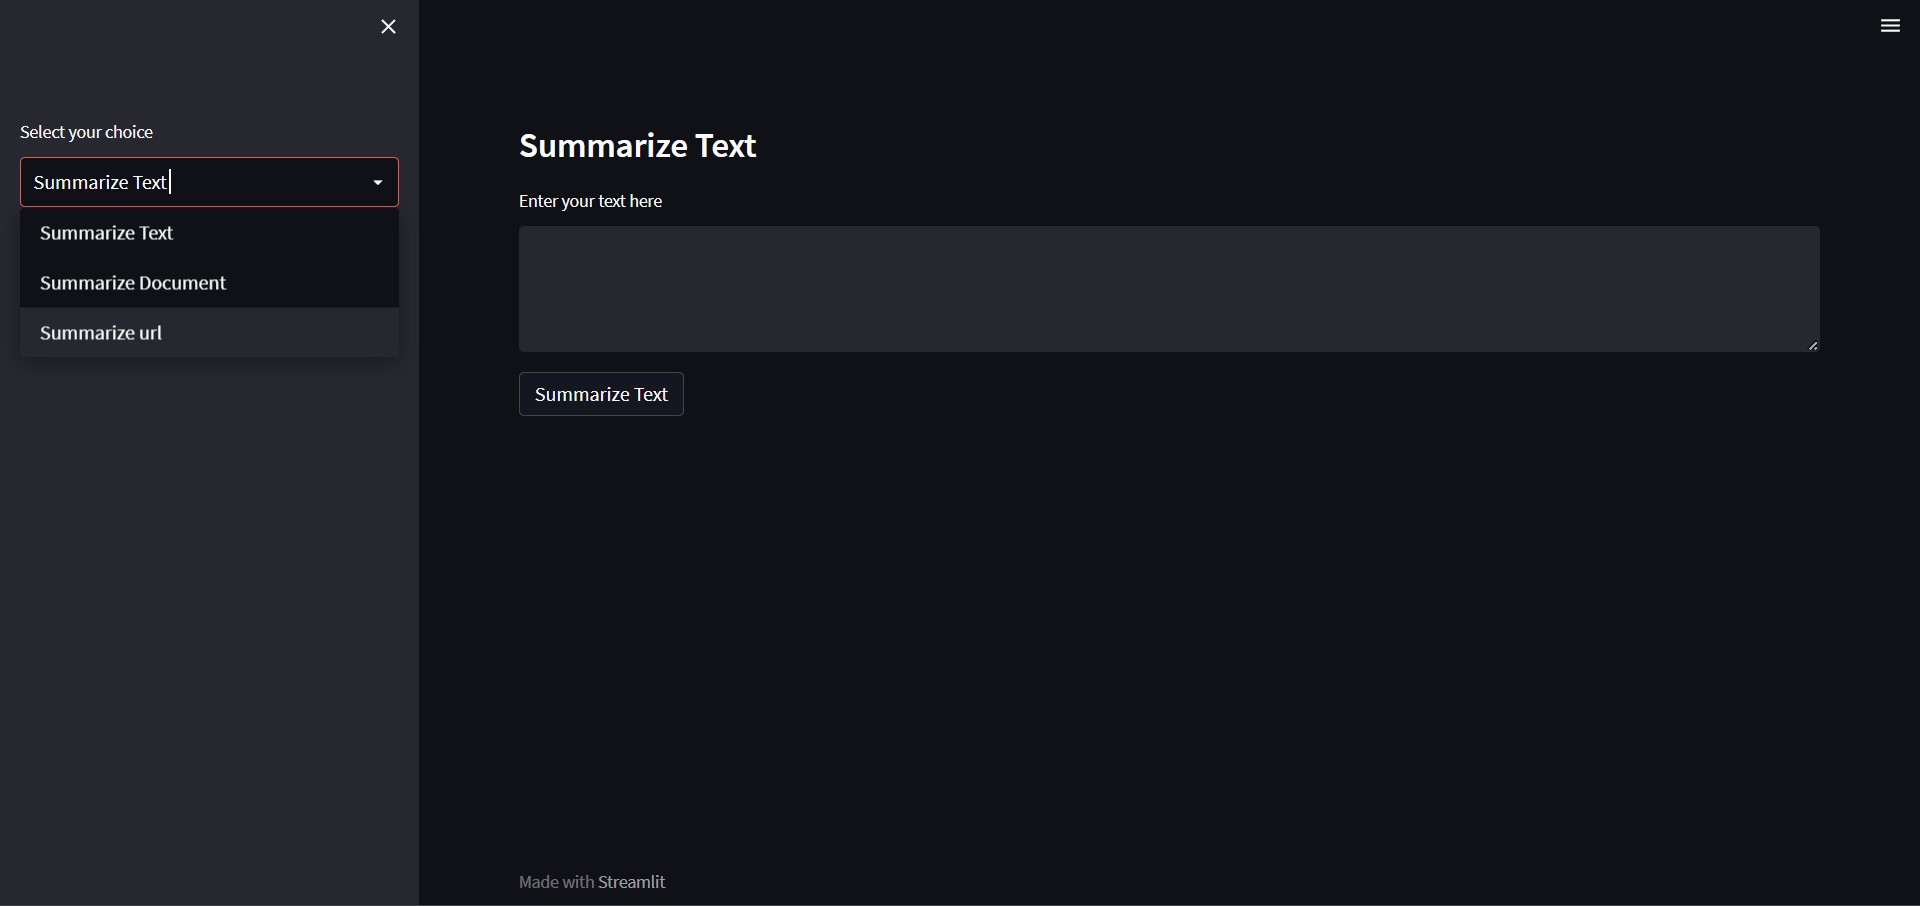 Select your choice
Summarize Text
Summarize Text
Summarize Document
Summarize url
Summarize Text
Enter your text here
Summarize Text
Made with Streamlit